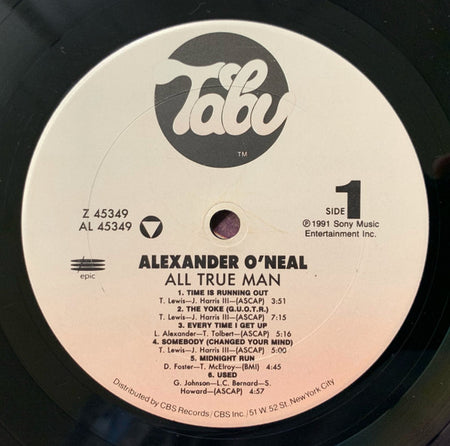 Tabu
TM
Z 45349
AL 45349
SIDE 1
℗1991 Sony Music
Entertainment Inc.
epic
ALEXANDER O'NEAL
ALL TRUE MAN
1. TIME IS RUNNING OUT
T. Lewis—J. Harris III—(ASCAP) 3:51
2. THE YOKE (G.U.O.T.R.)
T. Lewis—J. Harris III—(ASCAP) 7:15
3. EVERY TIME I GET UP
L. Alexander—T. Tolbert—(ASCAP) 5:16
4. SOMEBODY (CHANGED YOUR MIND)
T. Lewis—J. Harris III—(ASCAP) 5:00
5. MIDNIGHT RUN
D. Foster—T. McElroy—(BMI) 4:45
6. USED
G. Johnson—L.C. Bernard—S.
Howard—(ASCAP) 4:57
Distributed by CBS Records/CBS Inc./51 W. 52 St. New York City